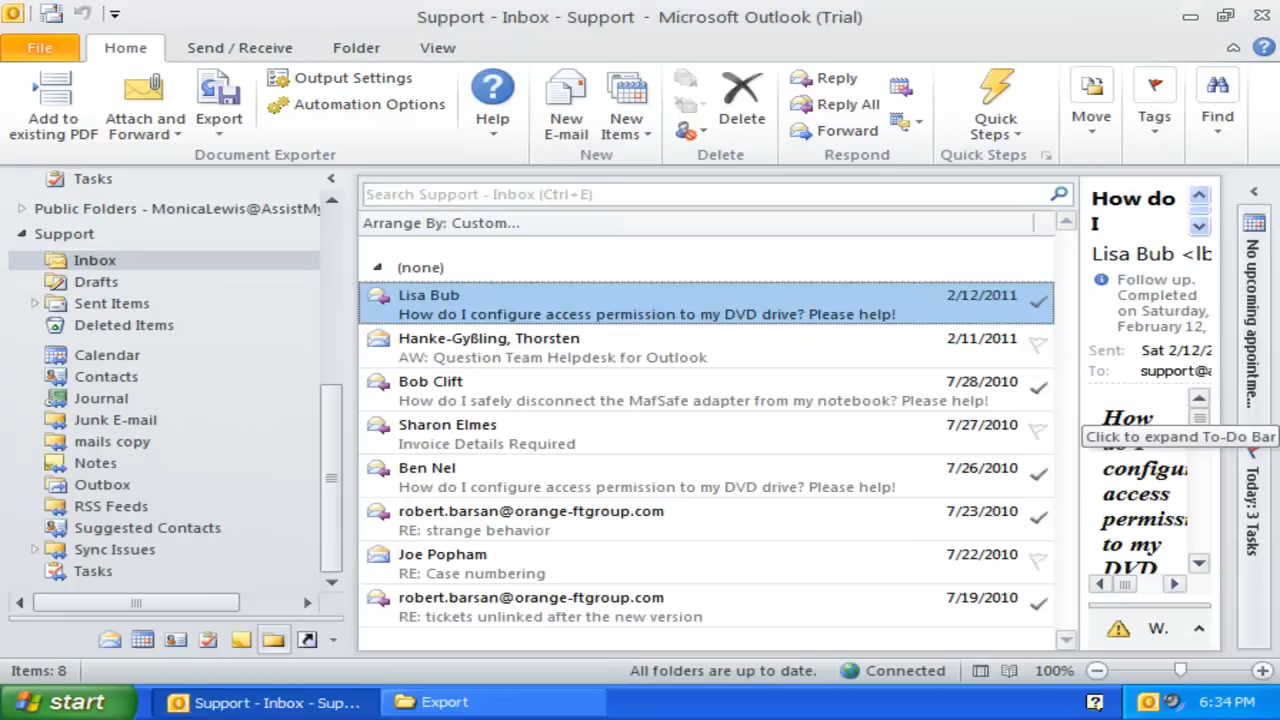 Support - Inbox - Support - Microsoft Outlook (Trial)
File Home Send / Receive Folder View
Add to existing PDF
Attach and Forward
Export
Output Settings
Automation Options
Help
New E-mail
New Items
Delete
Reply
Reply All
Forward
Quick Steps
Move
Tags
Find
Document Exporter New Delete Respond Quick Steps
Tasks
Public Folders - MonicaLewis@AssistMy
Support
Inbox
Drafts
Sent Items
Deleted Items
Calendar
Contacts
Journal
Junk E-mail
mails copy
Notes
Outbox
RSS Feeds
Suggested Contacts
Sync Issues
Tasks
Search Support - Inbox (Ctrl+E)
Arrange By: Custom...
(none)
Lisa Bub 2/12/2011
How do I configure access permission to my DVD drive? Please help!
Hanke-Gyßling, Thorsten 2/11/2011
AW: Question Team Helpdesk for Outlook
Bob Clift 7/28/2010
How do I safely disconnect the MafSafe adapter from my notebook? Please help!
Sharon Elmes 7/27/2010
Invoice Details Required
Ben Nel 7/26/2010
How do I configure access permission to my DVD drive? Please help!
robert.barsan@orange-ftgroup.com 7/23/2010
RE: strange behavior
Joe Popham 7/22/2010
RE: Case numbering
robert.barsan@orange-ftgroup.com 7/19/2010
RE: tickets unlinked after the new version
How do
I
Lisa Bub <lb
Follow up.
Completed
on Saturday,
February 12,
Sent: Sat 2/12/2
To: support@a
How
do I
configu
access
permiss
to my
DVD
Click to expand To-Do Bar
W.
No upcoming appointme...
Today: 3 Tasks
Items: 8 All folders are up to date. Connected 100%
start Support - Inbox - Sup... Export 6:34 PM